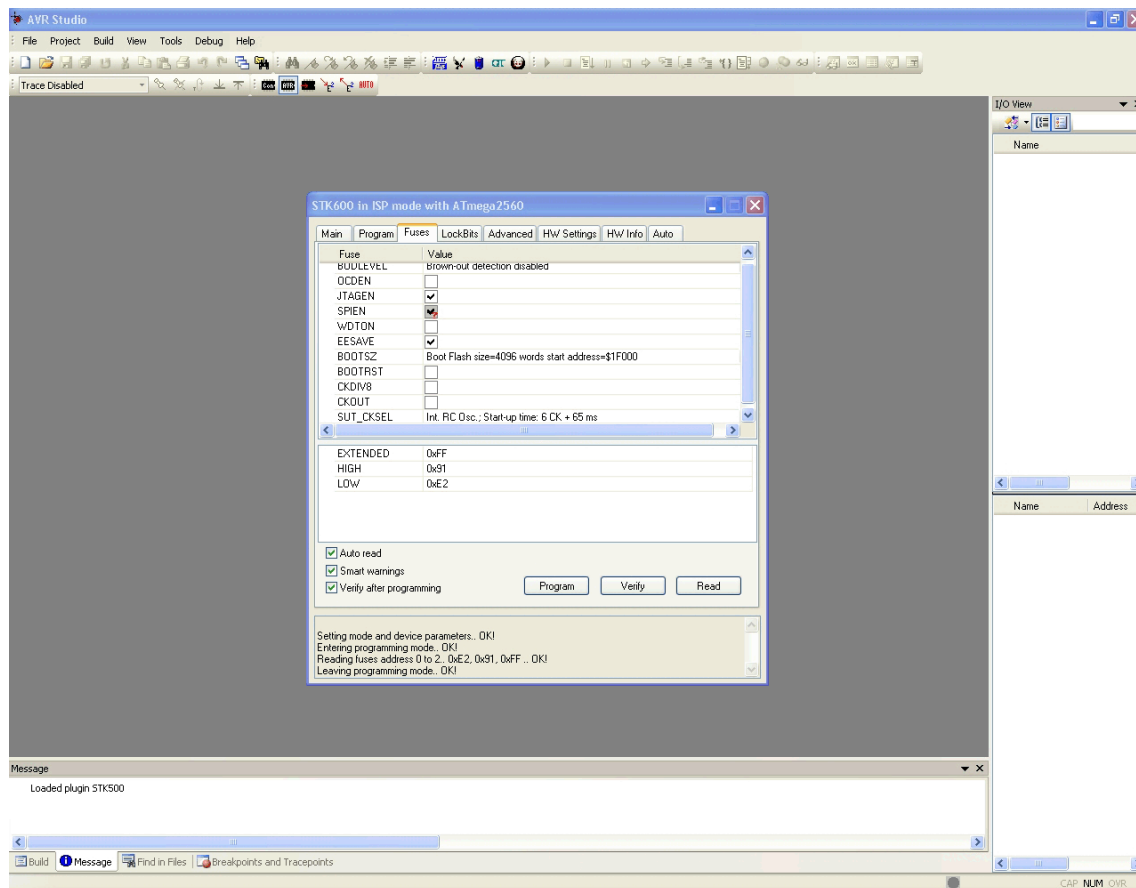 AVR Studio
File Project Build View Tools Debug Help
Trace Disabled
Con AVR AUTO
I/O View
Name
STK600 in ISP mode with ATmega2560
Main Program Fuses LockBits Advanced HW Settings HW Info Auto
Fuse Value
BODLEVEL Brown-out detection disabled
OCDEN
JTAGEN
SPIEN
WDTON
EESAVE
BOOTSZ Boot Flash size=4096 words start address=$1F000
BOOTRST
CKDIV8
CKOUT
SUT_CKSEL Int. RC Osc.; Start-up time: 6 CK + 65 ms
EXTENDED 0xFF
HIGH 0x91
LOW 0xE2
Auto read
Smart warnings
Verify after programming
Program Verify Read
Setting mode and device parameters.. OK!
Entering programming mode.. OK!
Reading fuses address 0 to 2.. 0xE2, 0x91, 0xFF .. OK!
Leaving programming mode.. OK!
Name Address
Message
Loaded plugin STK500
Build Message Find in Files Breakpoints and Tracepoints
CAP NUM OVR